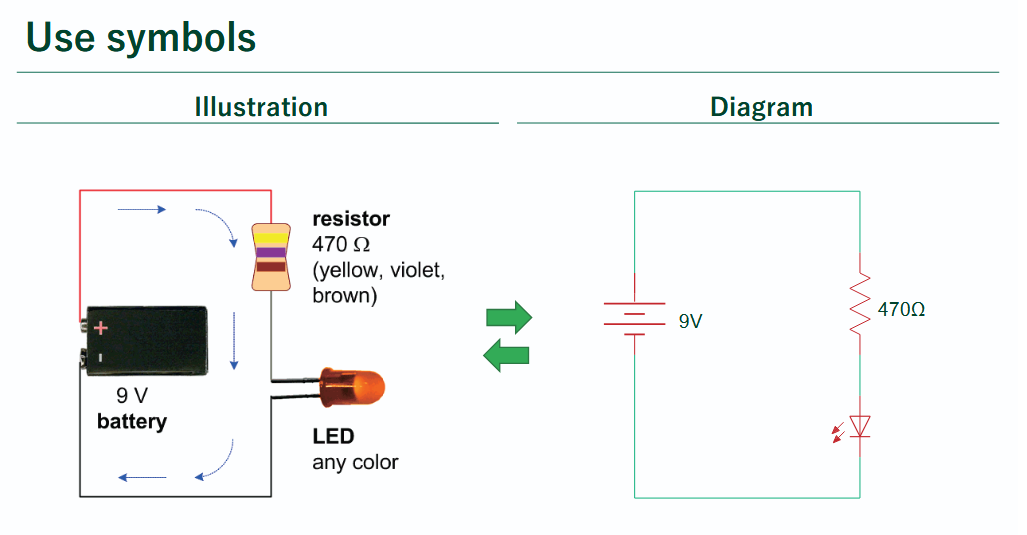 Use symbols
Illustration
Diagram
resistor
470 Ω
(yellow, violet,
brown)
+
-
9 V
battery
LED
any color
9V
470Ω